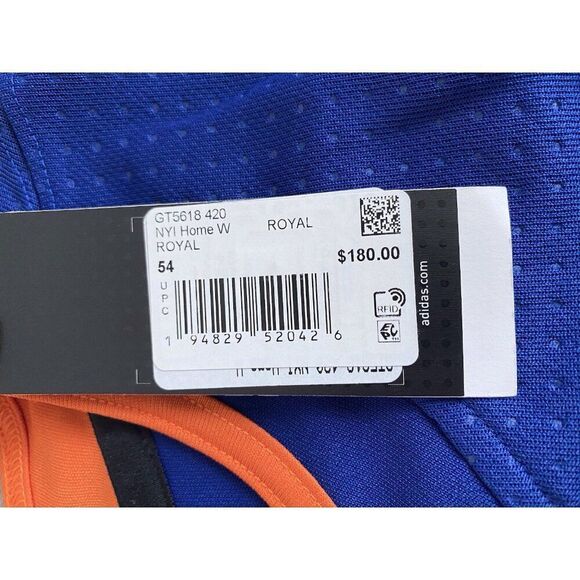 GT5618 420
NYI Home W ROYAL
ROYAL
54 $180.00
UPC
1 94829 52042 6
RFID
adidas.com